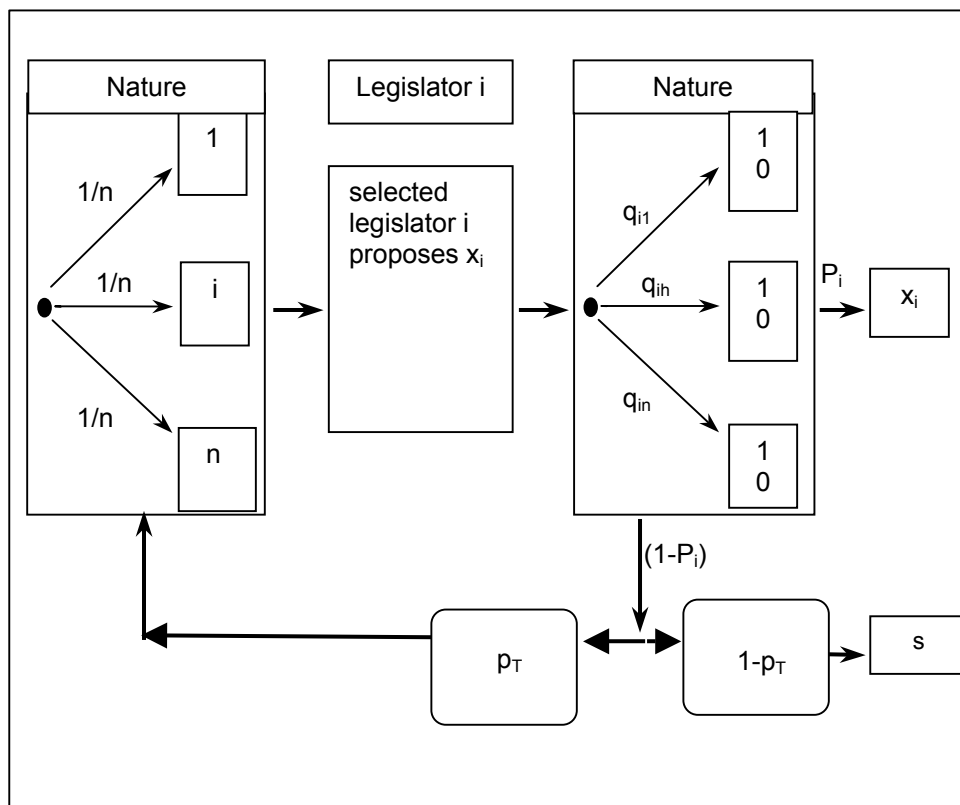 Nature
1
1/n
1/n
i
1/n
n
Legislator i
selected
legislator i
proposes xᵢ
Nature
1
0
qᵢ₁
qᵢₕ
1
0
qᵢₙ
1
0
Pᵢ
xᵢ
(1-Pᵢ)
p_T
1-p_T
s